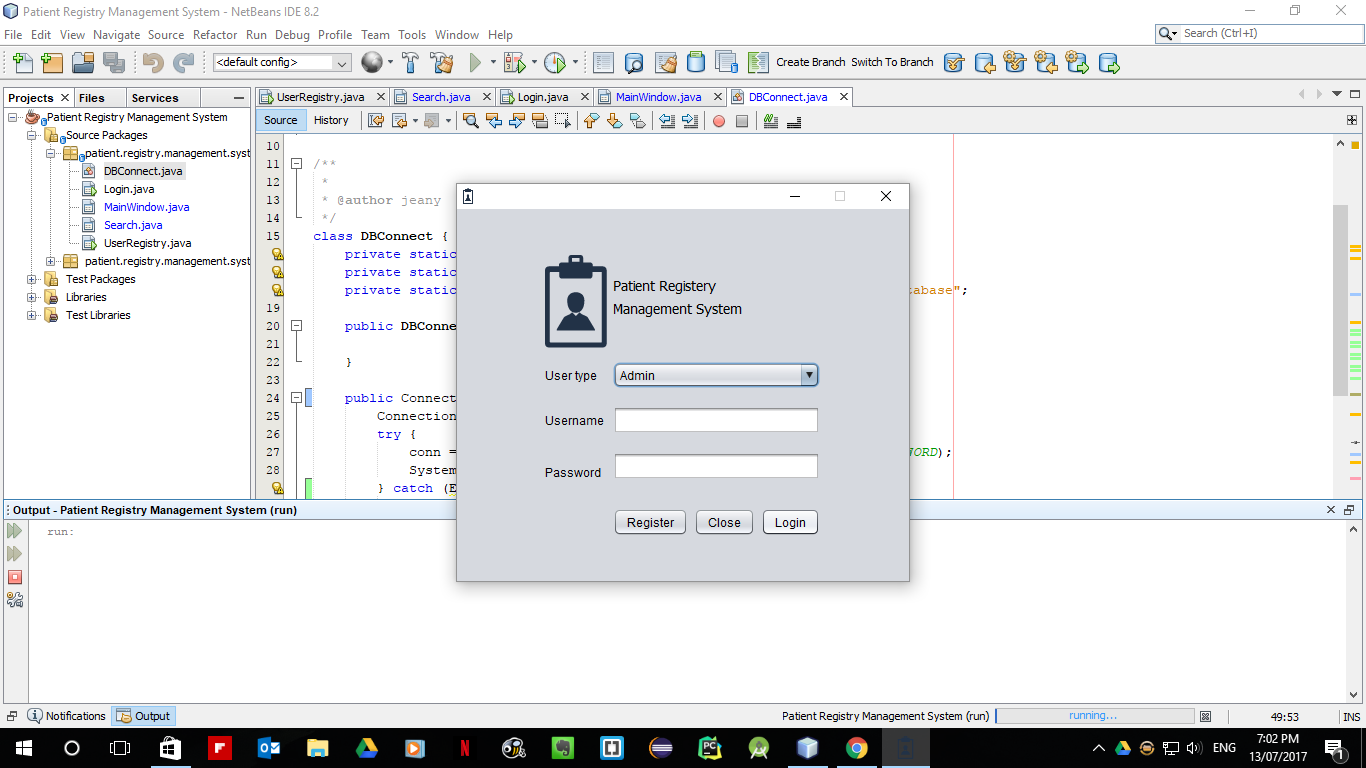 Patient Registry Management System - NetBeans IDE 8.2
File Edit View Navigate Source Refactor Run Debug Profile Team Tools Window Help
Search (Ctrl+I)
<default config>
Create Branch Switch To Branch
Projects Files Services
UserRegistry.java Search.java Login.java MainWindow.java DBConnect.java
Source History
Patient Registry Management System
Source Packages
patient.registry.management.syst
DBConnect.java
Login.java
MainWindow.java
Search.java
UserRegistry.java
patient.registry.management.syst
Test Packages
Libraries
Test Libraries
10
11 /**
12 *
13 * @author jeany
14 */
15 class DBConnect {
private static
private static
private static tabase";
19
20 public DBConne
21
22 }
23
24 public Connect
25 Connection
26 try {
27 conn = WORD);
28 System
} catch (E
Patient Registery
Management System
User type Admin
Username
Password
Register Close Login
Output - Patient Registry Management System (run)
run:
Notifications Output
Patient Registry Management System (run) running... 49:53 INS
ENG 7:02 PM
13/07/2017
1